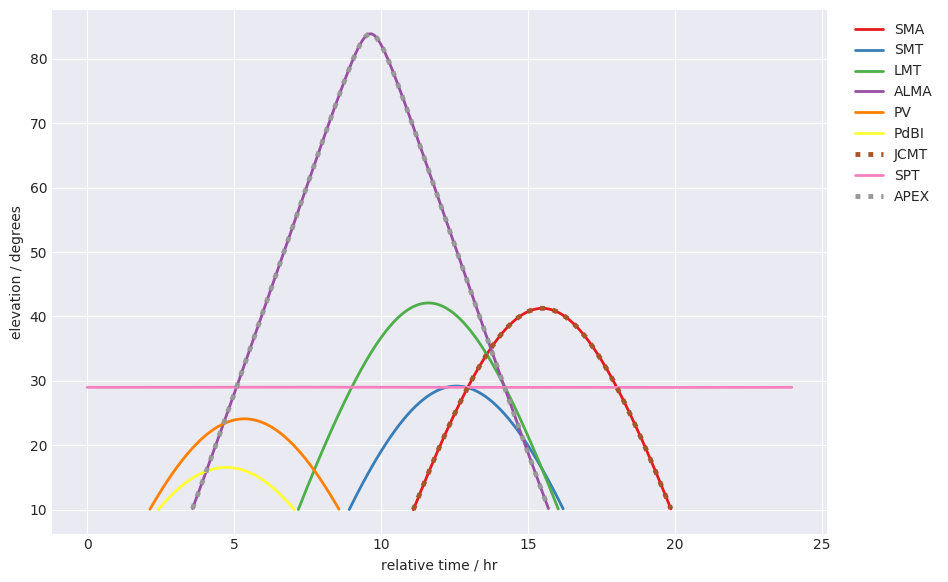 80
70
60
50
40
30
20
10
elevation / degrees
0 5 10 15 20 25
relative time / hr
SMA
SMT
LMT
ALMA
PV
PdBI
JCMT
SPT
APEX